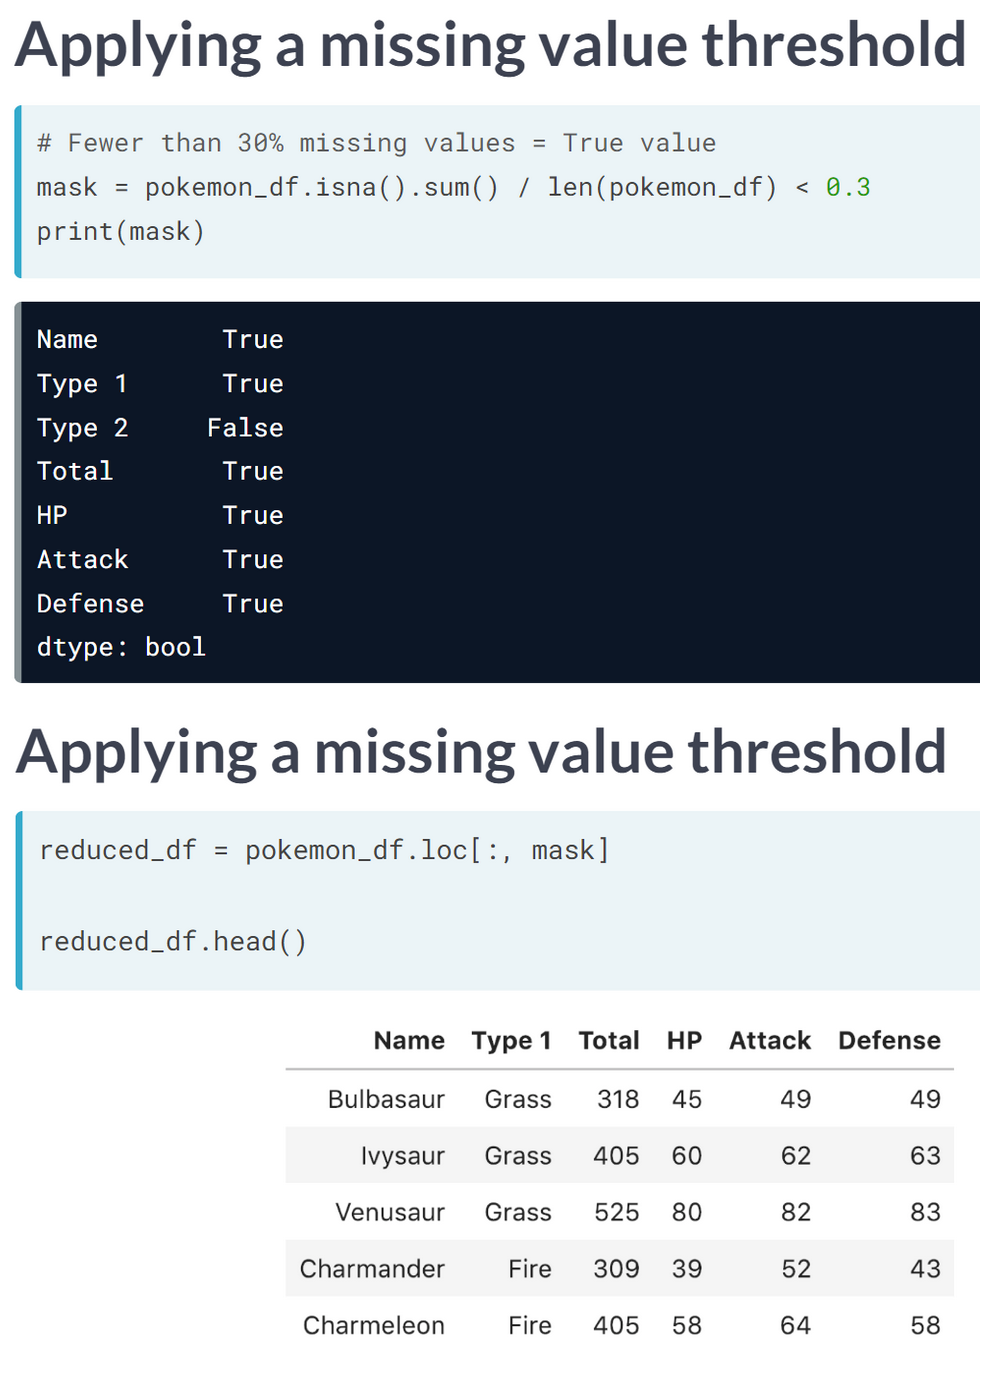 Applying a missing value threshold
# Fewer than 30% missing values = True value
mask = pokemon_df.isna().sum() / len(pokemon_df) < 0.3
print(mask)
Name True
Type 1 True
Type 2 False
Total True
HP True
Attack True
Defense True
dtype: bool
Applying a missing value threshold
reduced_df = pokemon_df.loc[:, mask]
reduced_df.head()
Name Type 1 Total HP Attack Defense
Bulbasaur Grass 318 45 49 49
Ivysaur Grass 405 60 62 63
Venusaur Grass 525 80 82 83
Charmander Fire 309 39 52 43
Charmeleon Fire 405 58 64 58